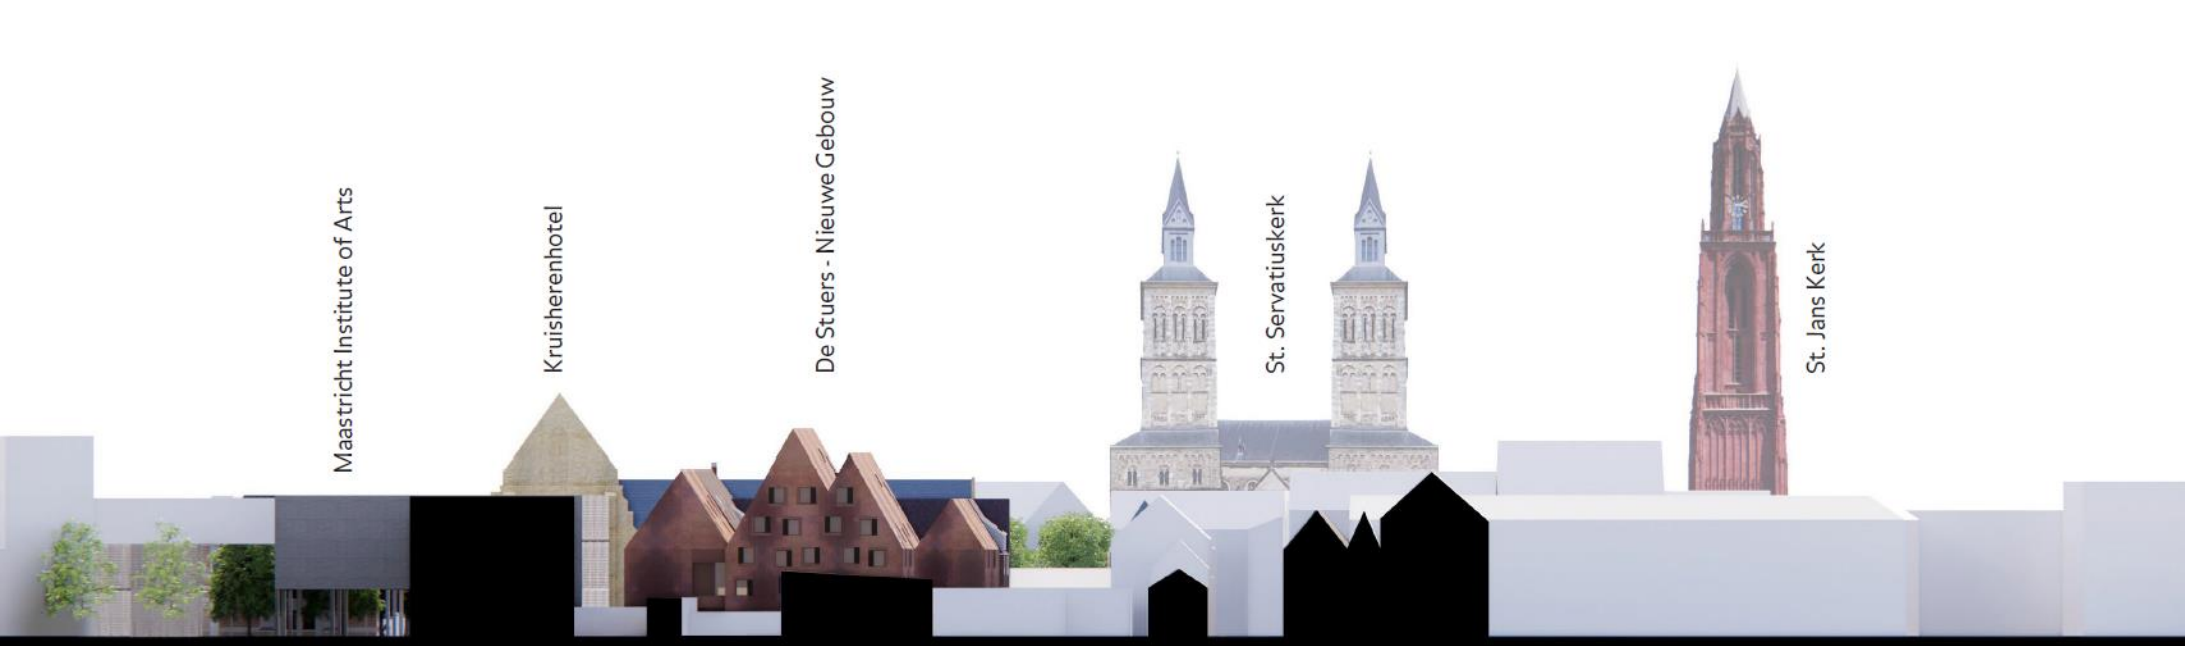 Maastricht Institute of Arts
Kruisherenhotel
De Stuers - Nieuwe Gebouw
St. Servatiuskerk
St. Jans Kerk